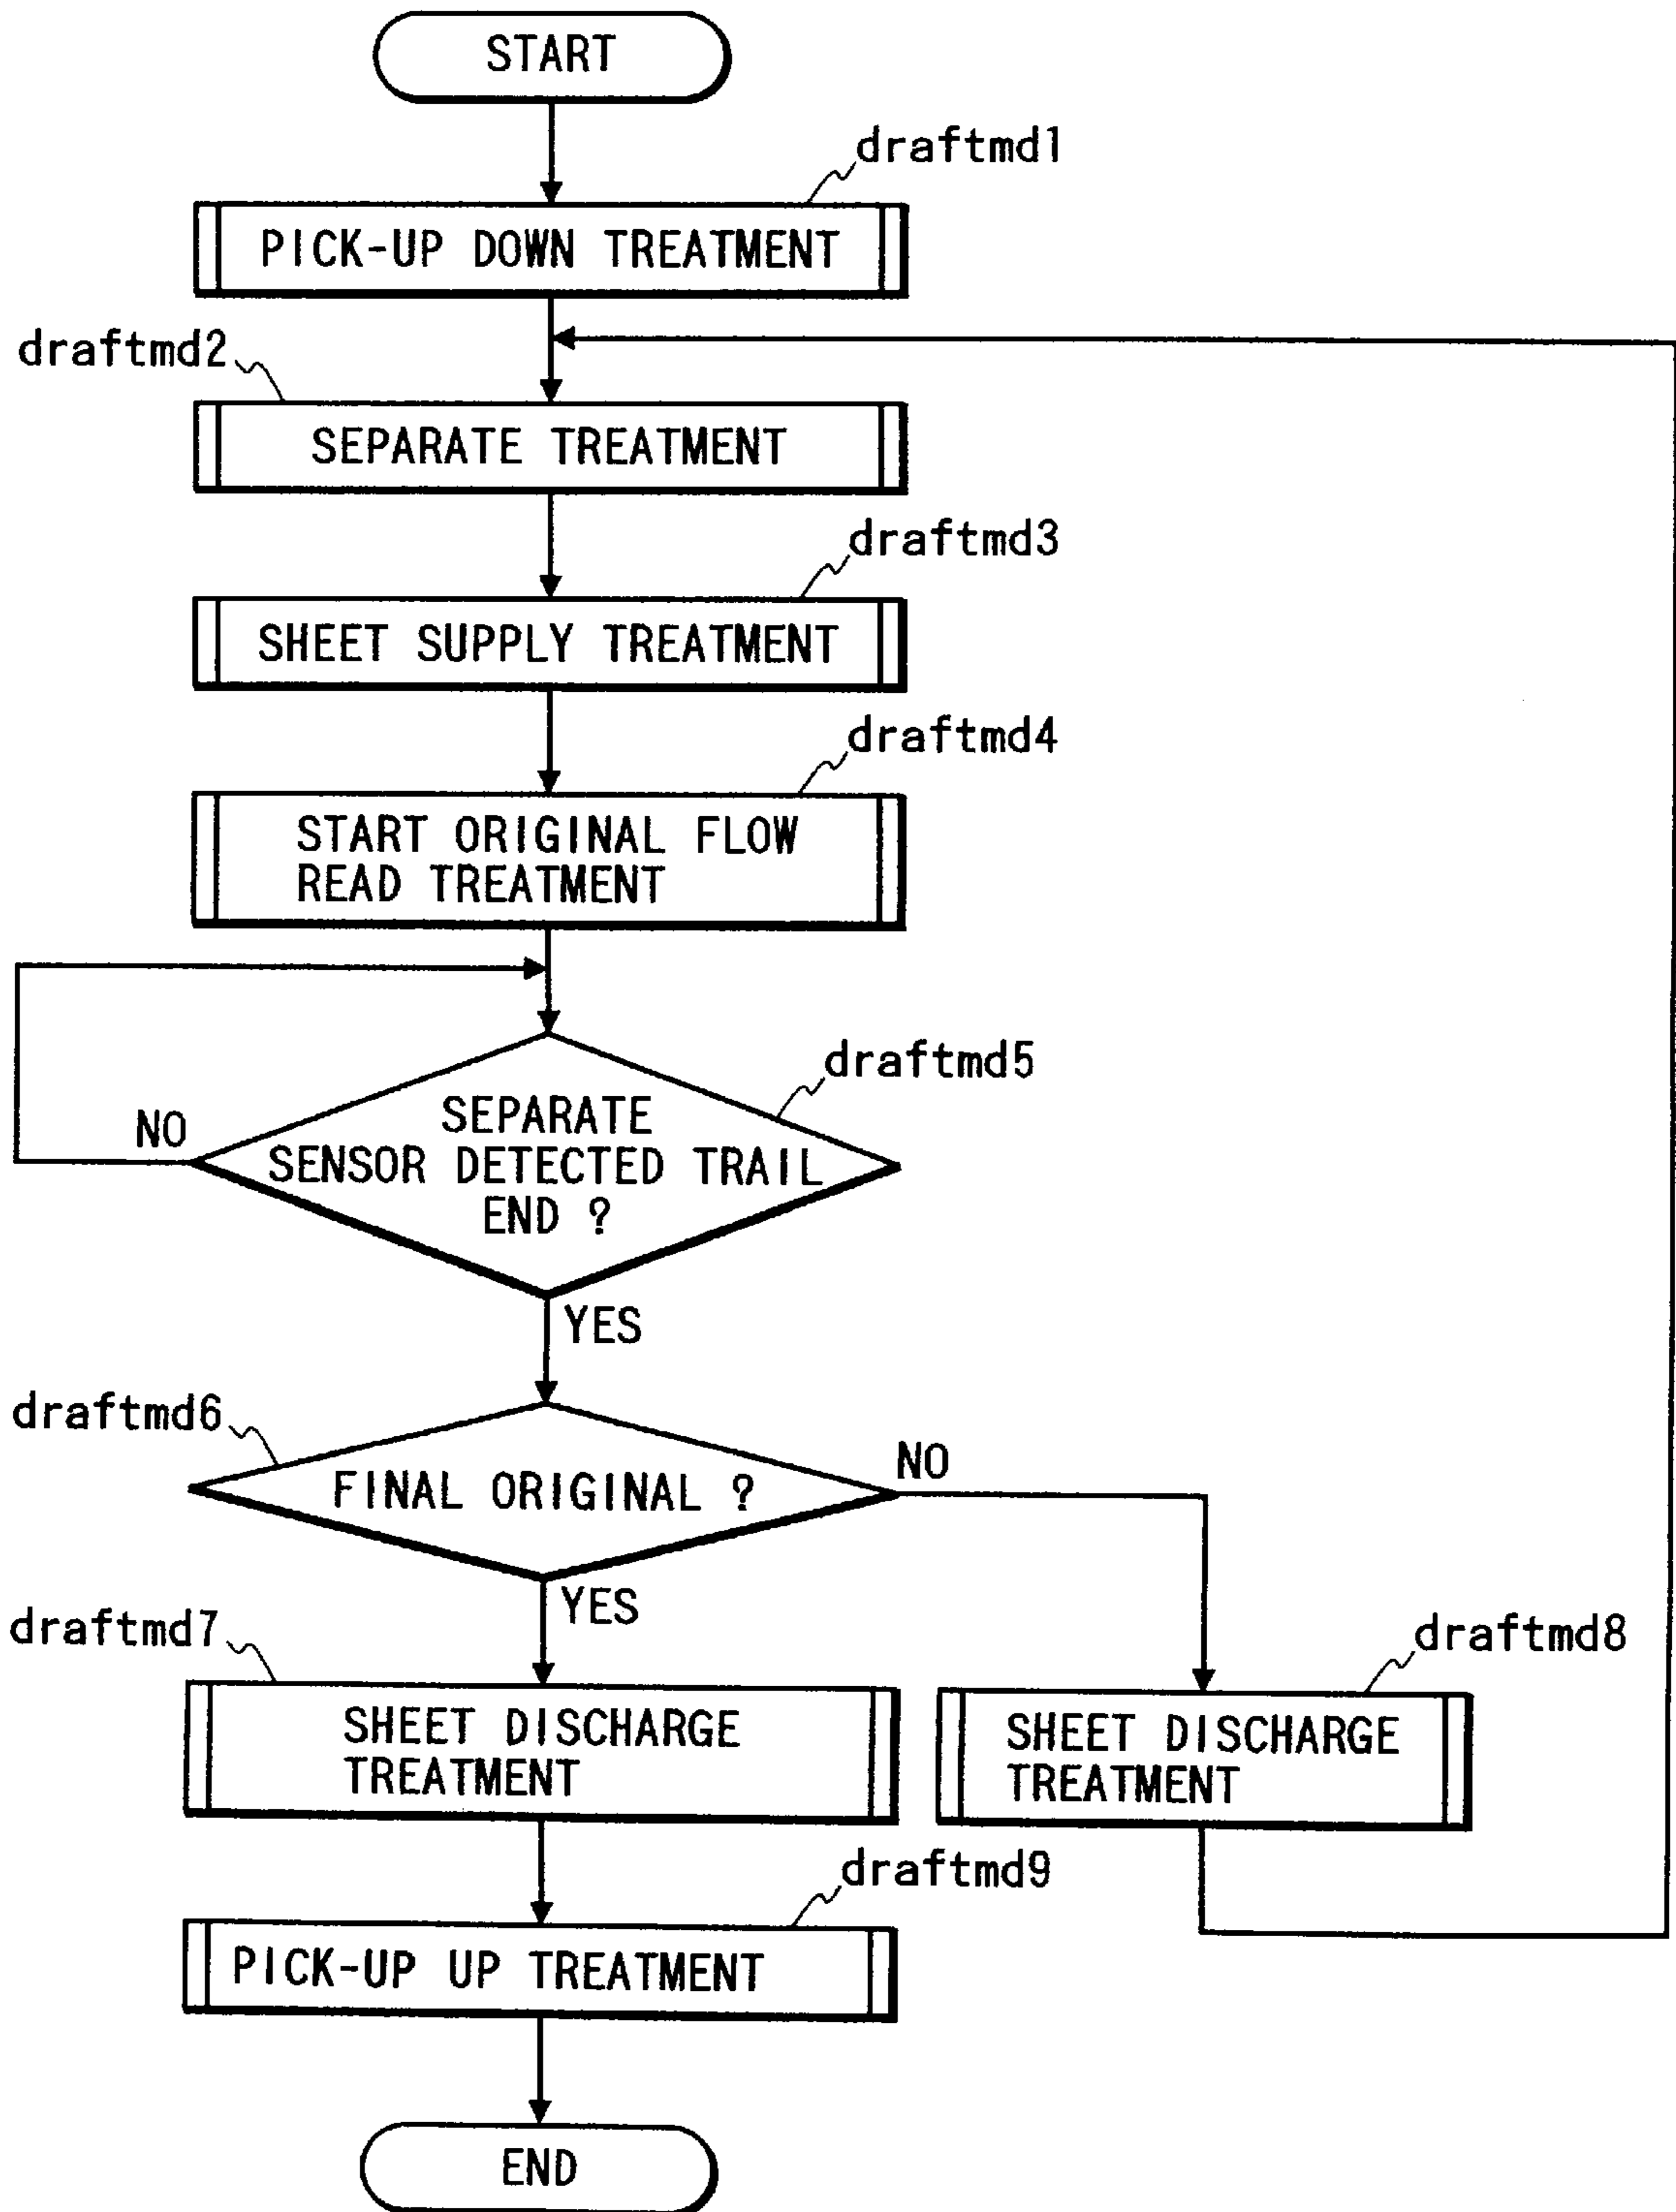 START
draftmd1
PICK-UP DOWN TREATMENT
draftmd2
SEPARATE TREATMENT
draftmd3
SHEET SUPPLY TREATMENT
draftmd4
START ORIGINAL FLOW
READ TREATMENT
draftmd5
NO
SEPARATE
SENSOR DETECTED TRAIL
END ?
YES
draftmd6
FINAL ORIGINAL ?
NO
YES
draftmd7
SHEET DISCHARGE
TREATMENT
draftmd8
SHEET DISCHARGE
TREATMENT
draftmd9
PICK-UP UP TREATMENT
END